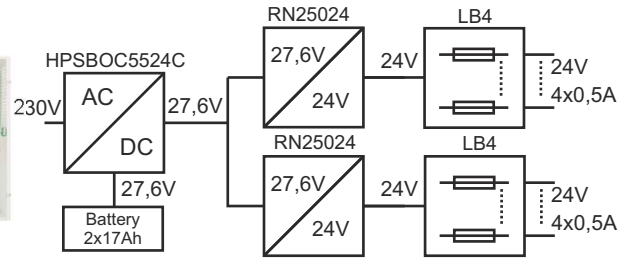 RN25024
LB4
HPSBOC5524C
27,6V
24V
24V
24V
4x0,5A
230V
AC
DC
27,6V
RN25024
LB4
27,6V
24V
24V
24V
4x0,5A
27,6V
Battery
2x17Ah